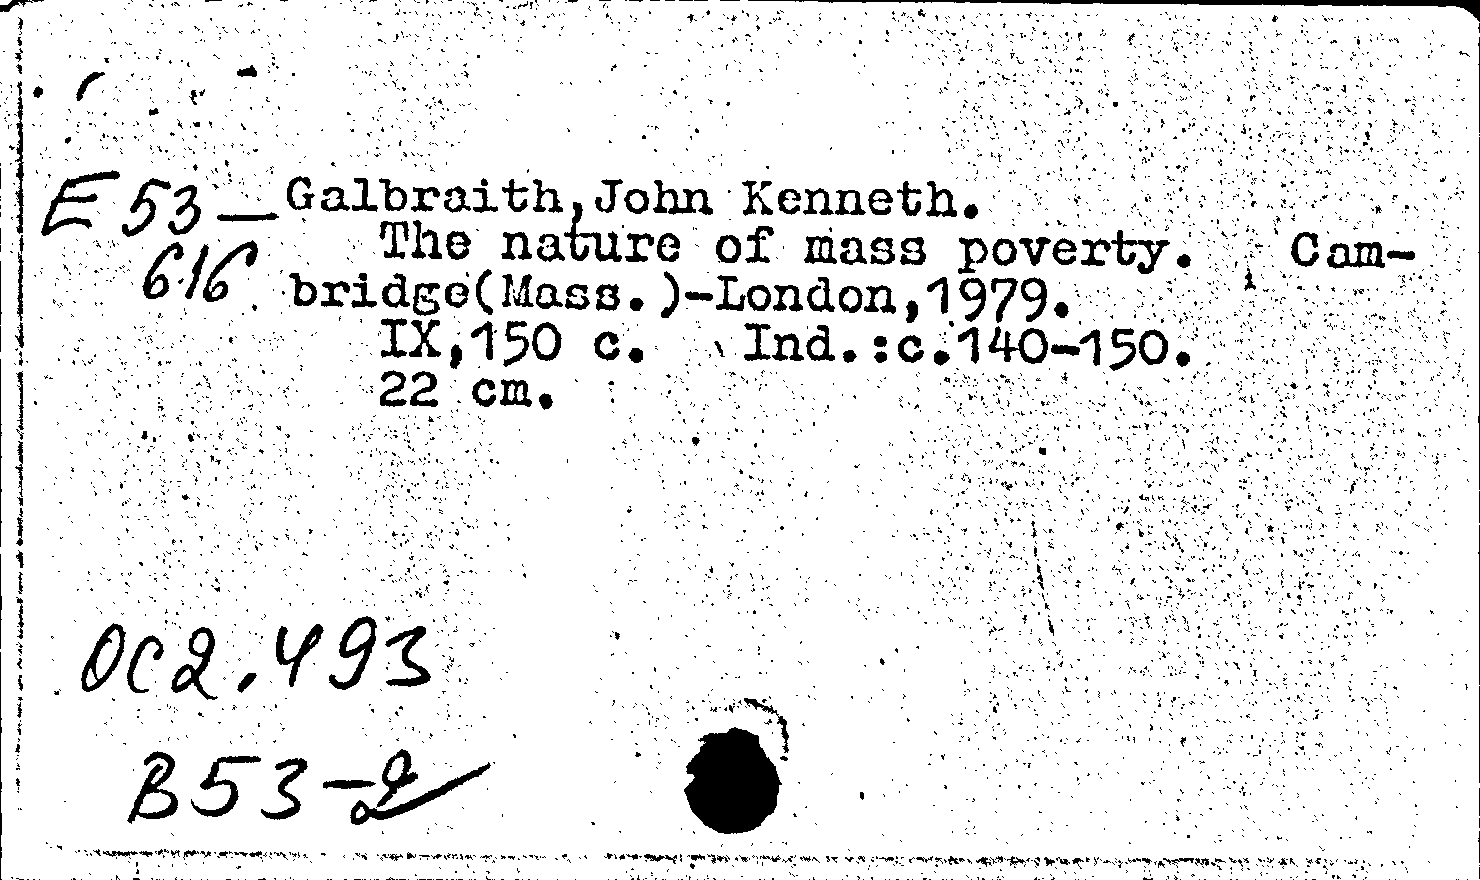 E 53— Galbraith,John Kenneth.
616 The nature of mass poverty. Cam-
bridge(Mass.)-London,1979.
IX,150 c. Ind.:c.140-150.
22 cm.
Oc2.493
B53-2